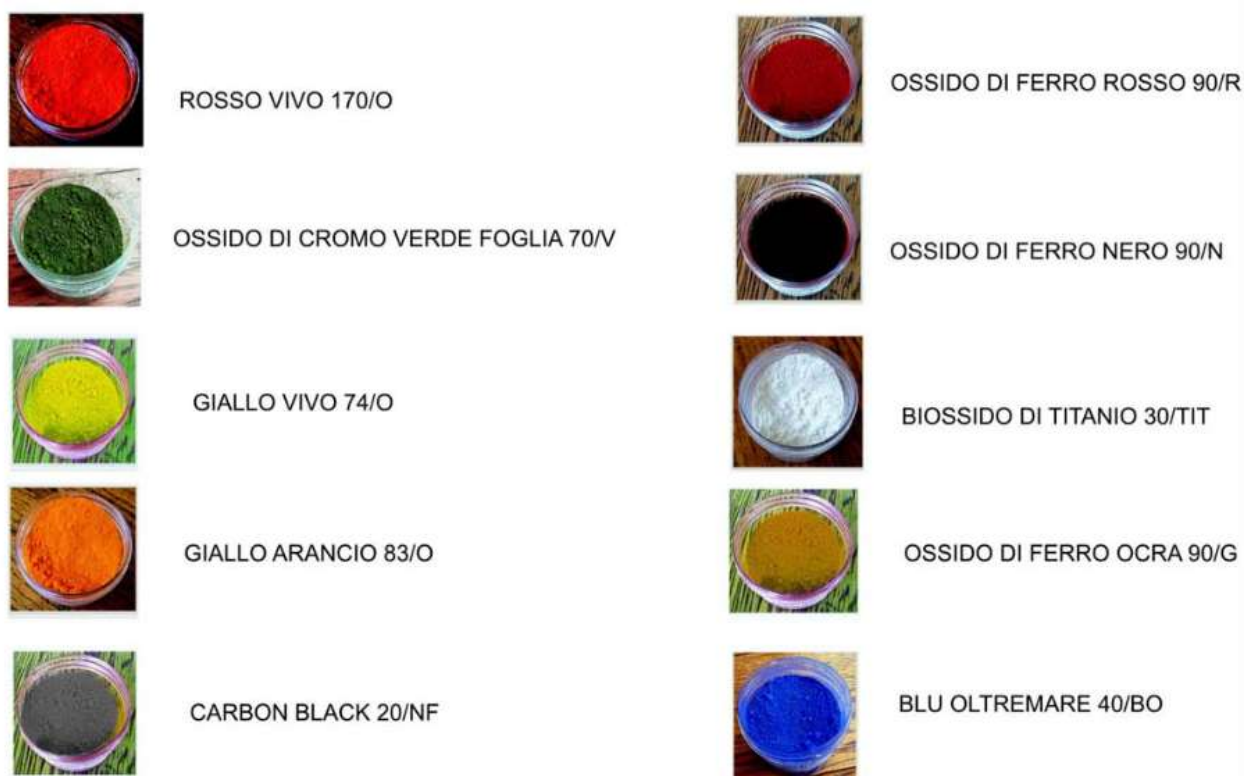 ROSSO VIVO 170/O
OSSIDO DI CROMO VERDE FOGLIA 70/V
GIALLO VIVO 74/O
GIALLO ARANCIO 83/O
CARBON BLACK 20/NF
OSSIDO DI FERRO ROSSO 90/R
OSSIDO DI FERRO NERO 90/N
BIOSSIDO DI TITANIO 30/TIT
OSSIDO DI FERRO OCRA 90/G
BLU OLTREMARE 40/BO